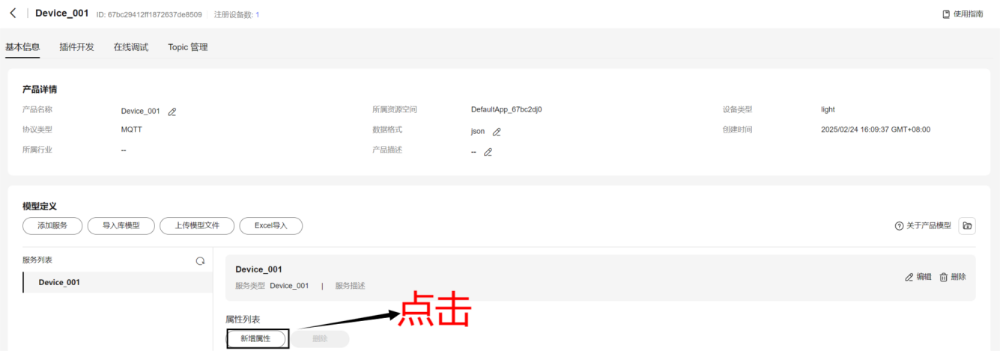 Device_001 ID: 67bc29412ff1872637de8509 注册设备数: 1 使用指南
基本信息 插件开发 在线调试 Topic 管理
产品详情
产品名称 Device_001 所属资源空间 DefaultApp_67bc2dj0 设备类型 light
协议类型 MQTT 数据格式 json 创建时间 2025/02/24 16:09:37 GMT+08:00
所属行业 -- 产品描述 --
模型定义
添加服务 导入库模型 上传模型文件 Excel导入 关于产品模型
服务列表
Device_001
Device_001
服务类型 Device_001 | 服务描述
编辑 删除
点击
属性列表
新增属性 删除